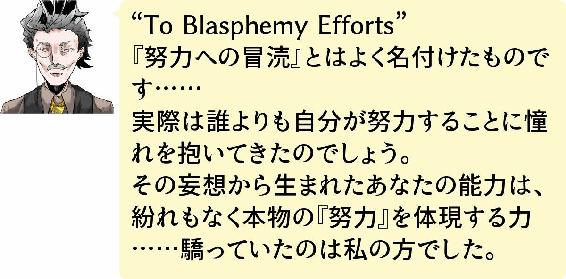 “To Blasphemy Efforts”
『努力への冒涜』とはよく名付けたもので
す……
実際は誰よりも自分が努力することに憧
れを抱いてきたのでしょう。
その妄想から生まれたあなたの能力は、
紛れもなく本物の『努力』を体現する力
……驕っていたのは私の方でした。